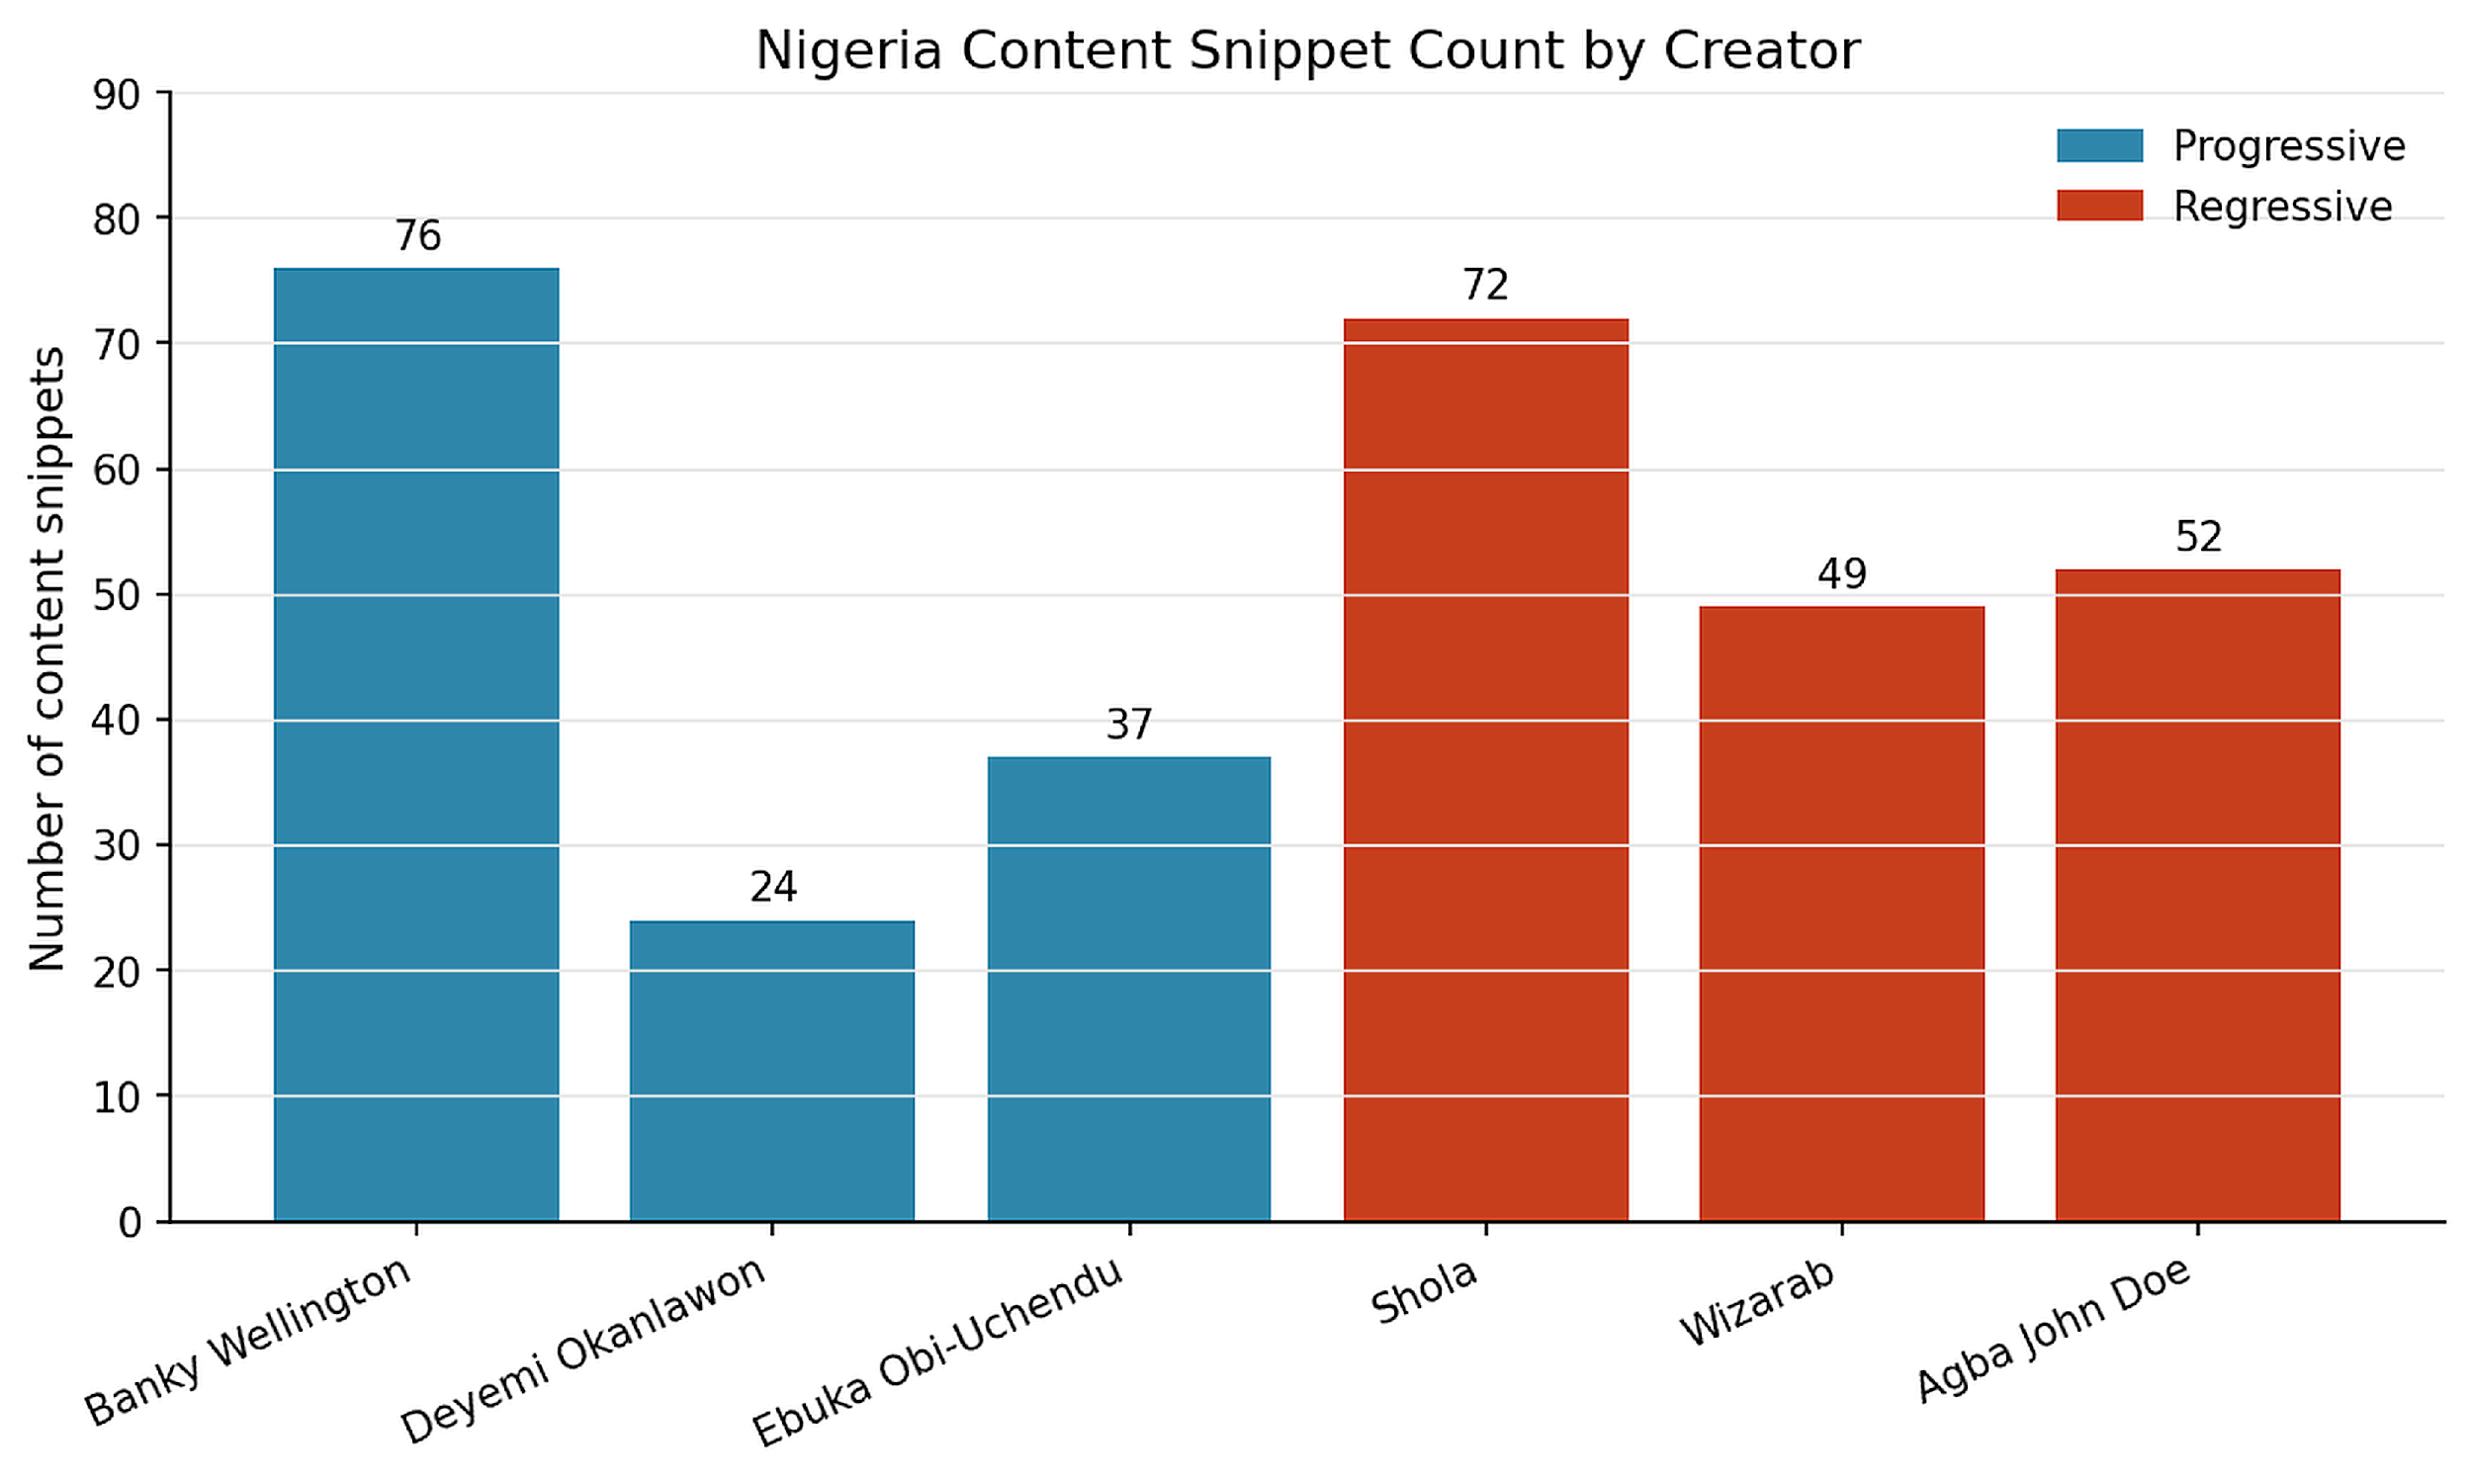 Nigeria Content Snippet Count by Creator
Number of content snippets
90
80
70
60
50
40
30
20
10
0
Progressive
Regressive
76
24
37
72
49
52
Banky Wellington
Deyemi Okanlawon
Ebuka Obi-Uchendu
Shola
Wizarab
Agba John Doe